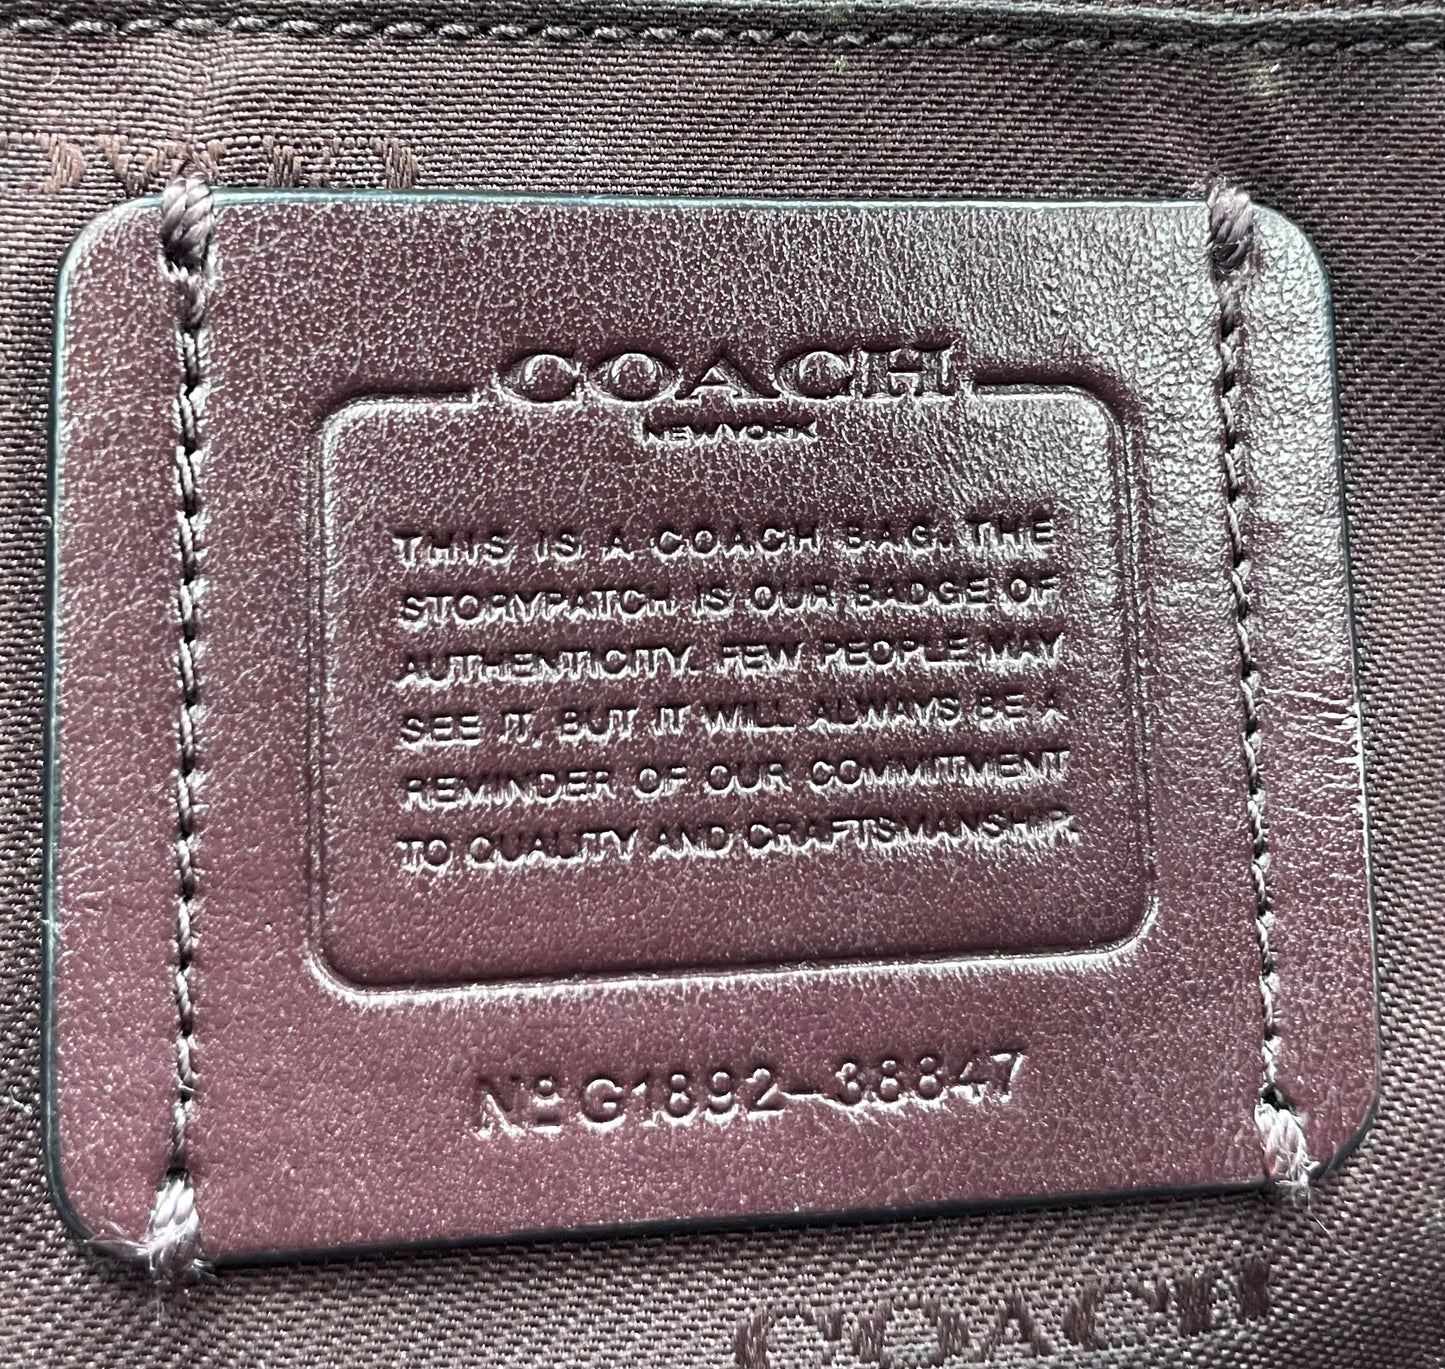 COACH
NEW YORK
THIS IS A COACH BAG. THE
STORYPATCH IS OUR BADGE OF
AUTHENTICITY. FEW PEOPLE MAY
SEE IT, BUT IT WILL ALWAYS BE A
REMINDER OF OUR COMMITMENT
TO QUALITY AND CRAFTSMANSHIP.
Nº G1892-38847
COACH